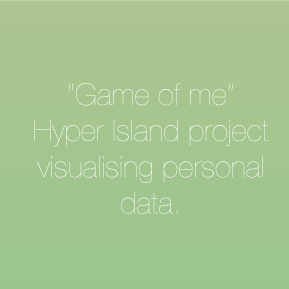 "Game of me"
Hyper Island project
visualising personal
data.